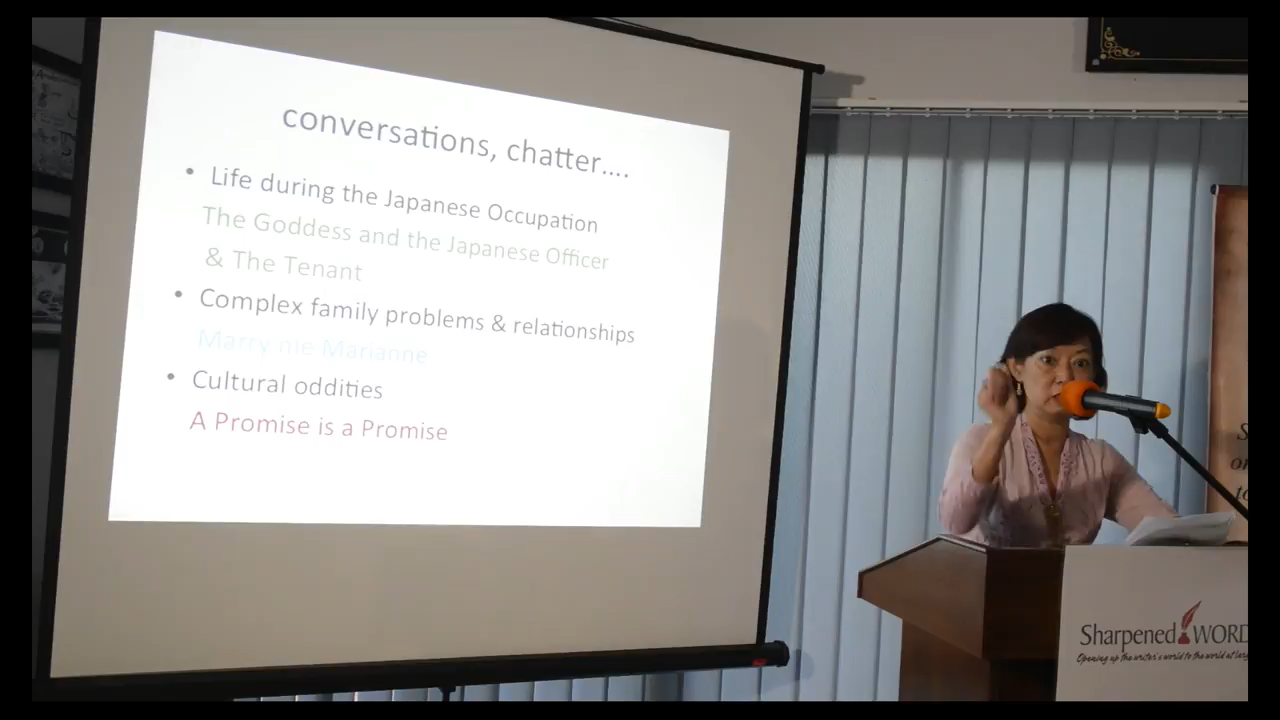 conversations, chatter....
• Life during the Japanese Occupation
The Goddess and the Japanese Officer
& The Tenant
• Complex family problems & relationships
Marry me Marianne
• Cultural oddities
A Promise is a Promise
Sharpened WORD
Opening up the writer's world to the world at larg